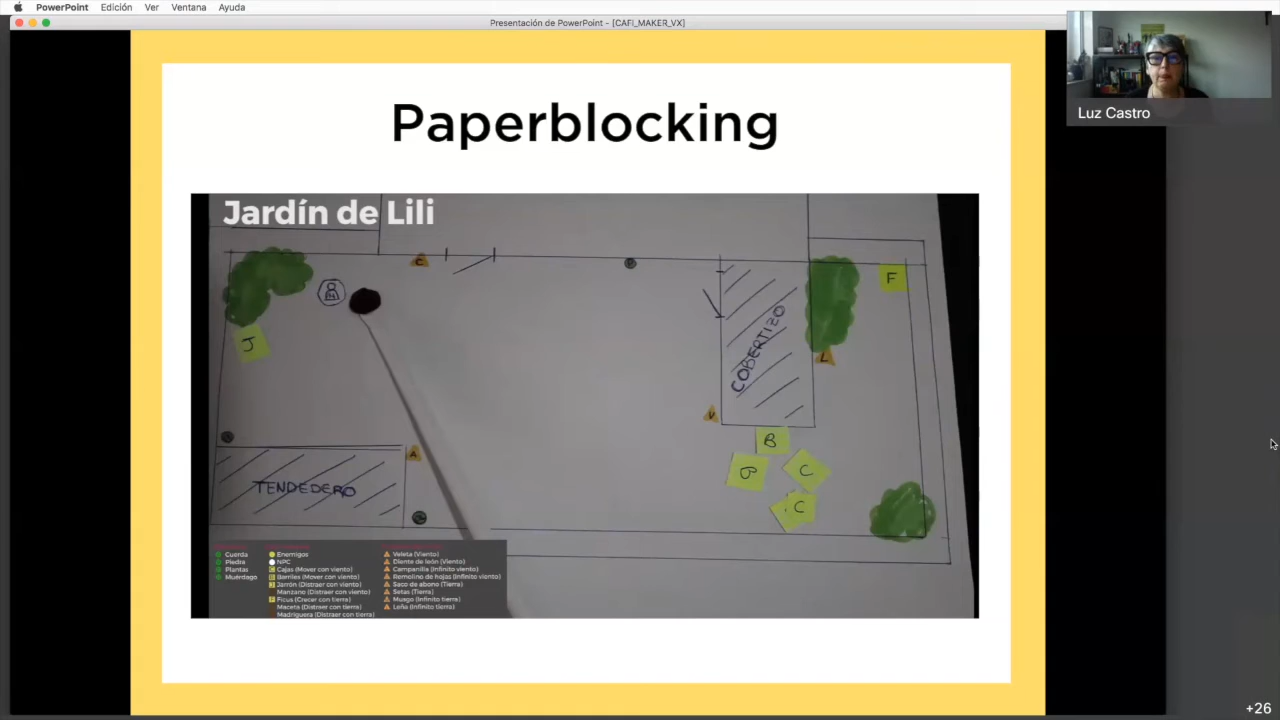 PowerPoint Edición Ver Ventana Ayuda
Presentación de PowerPoint - [CAFI_MAKER_VX]
Luz Castro
Paperblocking
Jardín de Lili
C
F
J
COBERTIZO
L
V
B
A
B
C
C
TENDEDERO
Cuerda
Piedra
Plantas
Muérdago
Enemigos
NPC
Cajas (Mover con viento)
Barriles (Mover con viento)
Jarrón (Distraer con viento)
Manzano (Distraer con viento)
Ficus (Crecer con tierra)
Maceta (Distraer con tierra)
Madriguera (Distraer con tierra)
Veleta (Viento)
Diente de león (Viento)
Campanilla (Infinito viento)
Remolino de hojas (Infinito viento)
Saco de abono (Tierra)
Setas (Tierra)
Musgo (Infinito tierra)
Leña (Infinito tierra)
+26